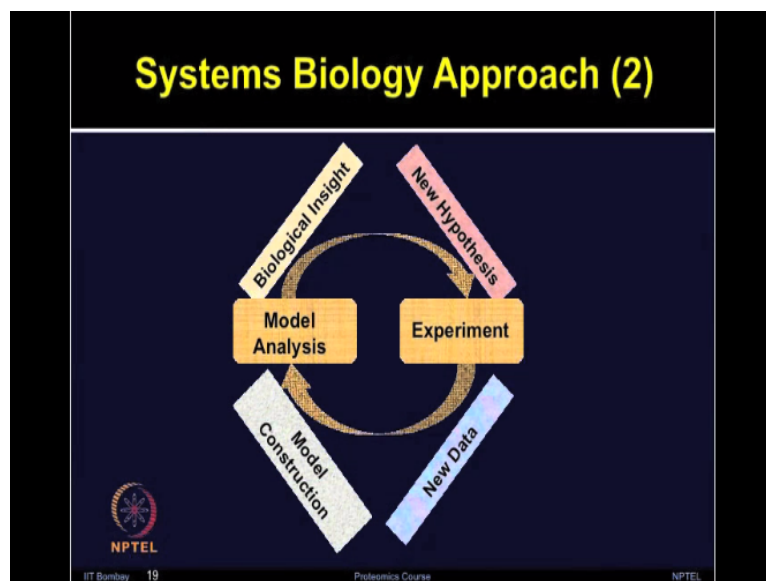 Systems Biology Approach (2)
Biological Insight
New Hypothesis
Model
Analysis
Experiment
Model
Construction
New Data
NPTEL
IIT Bombay 19
Proteomics Course
NPTEL